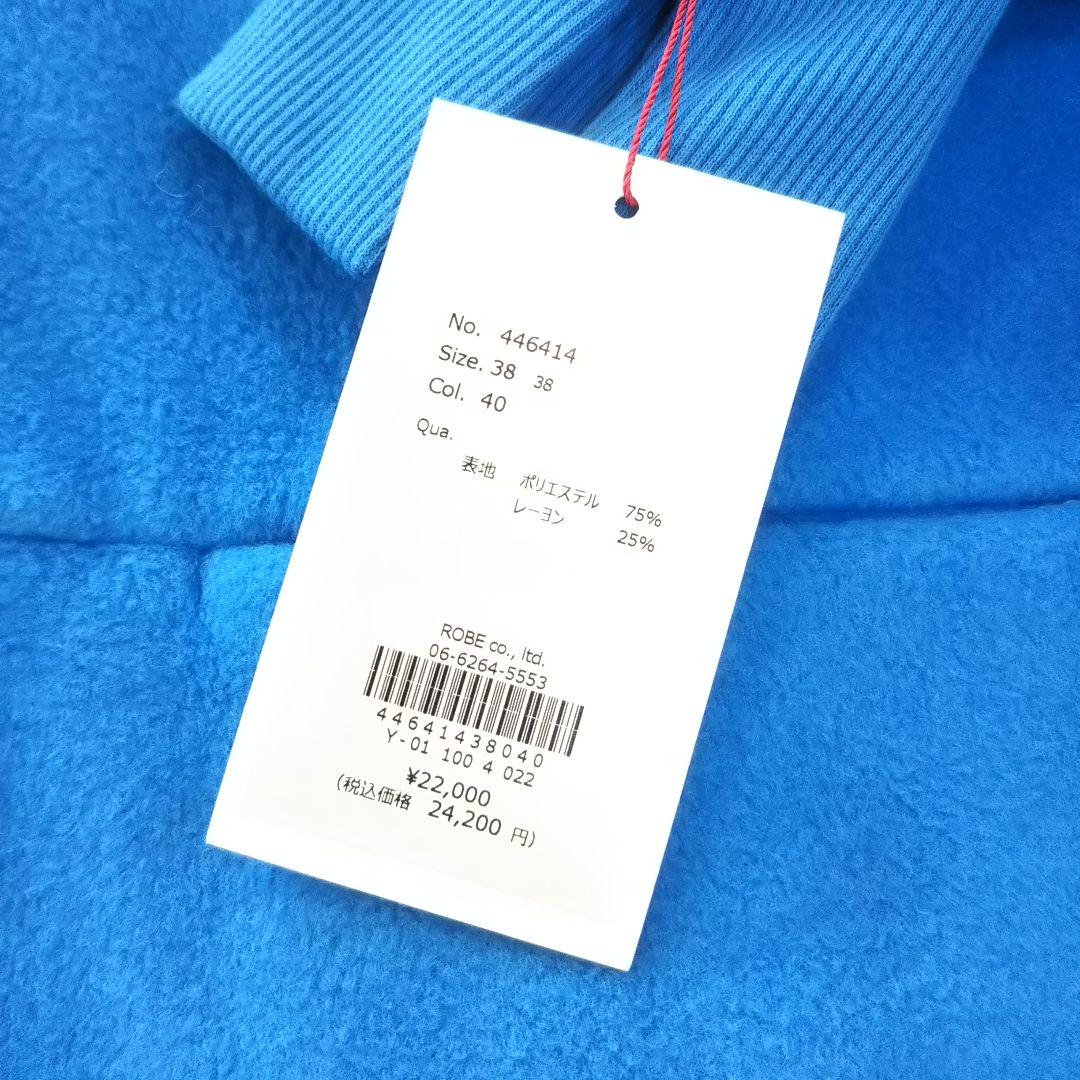 No. 446414
Size. 38 38
Col. 40
Qua.
表地 ポリエステル 75%
レーヨン 25%
ROBE co., ltd.
06-6264-5553
44641438040
Y-01 100 4 022
¥22,000
(税込価格 24,200 円)